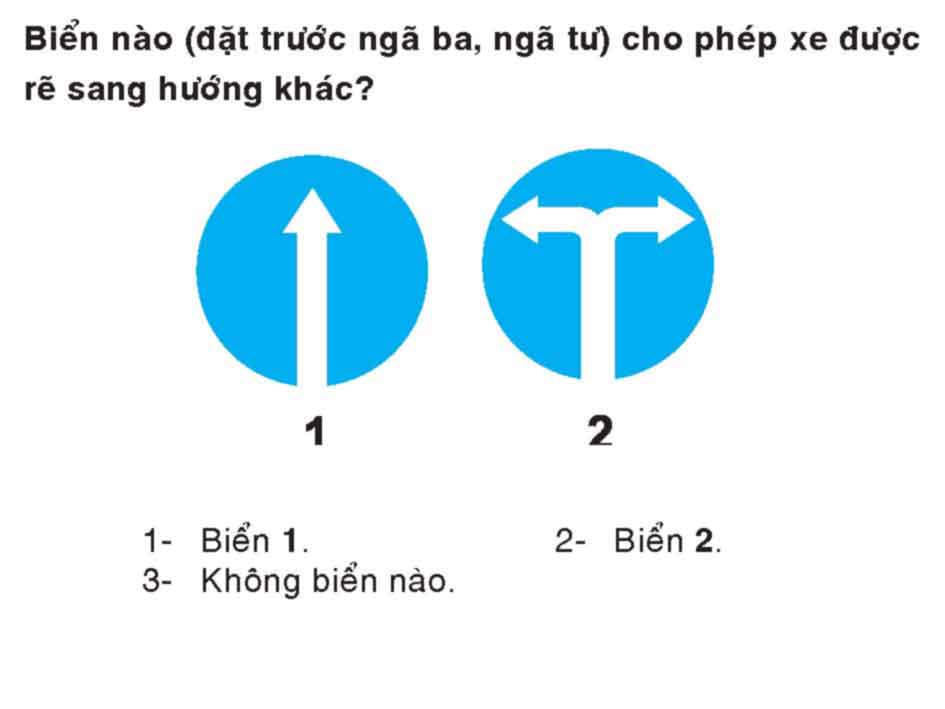 Biển nào (đặt trước ngã ba, ngã tư) cho phép xe được
rẽ sang hướng khác?
1
2
1- Biển 1.
2- Biển 2.
3- Không biển nào.